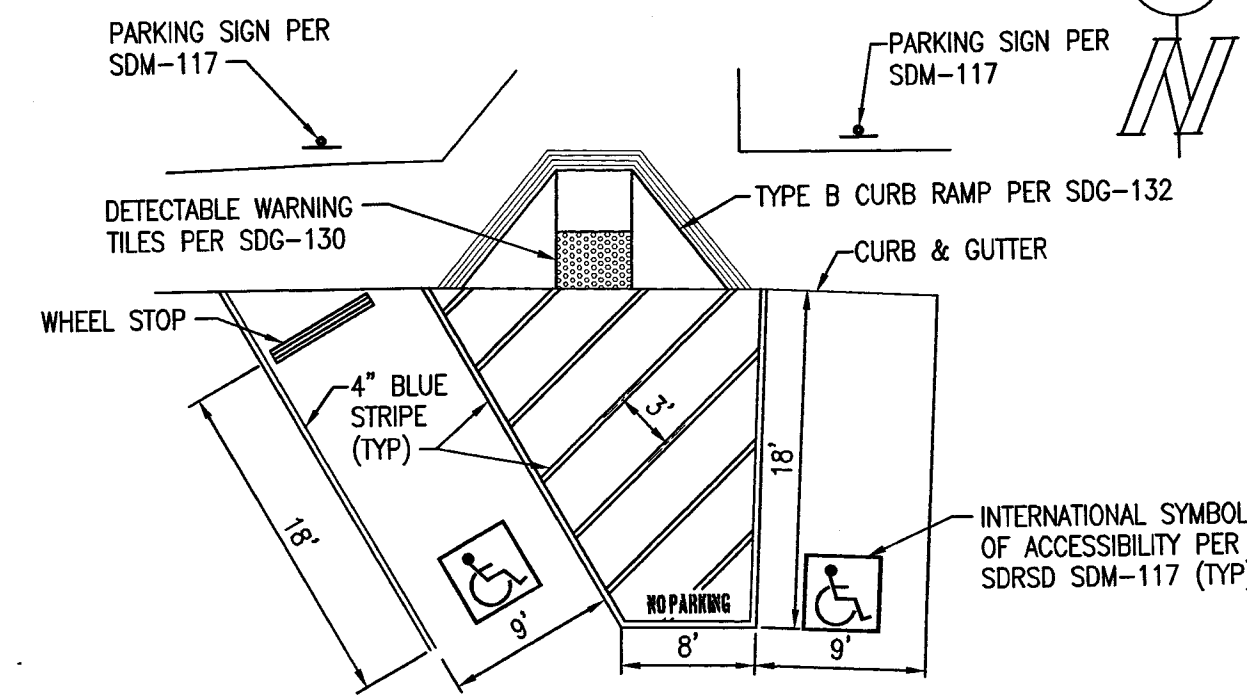 PARKING SIGN PER
SDM-117
PARKING SIGN PER
SDM-117
N
DETECTABLE WARNING
TILES PER SDG-130
TYPE B CURB RAMP PER SDG-132
CURB & GUTTER
WHEEL STOP
4" BLUE
STRIPE
(TYP)
3'
18'
18'
INTERNATIONAL SYMBOL
OF ACCESSIBILITY PER
SDRSD SDM-117 (TYP)
NO PARKING
9'
8'
9'